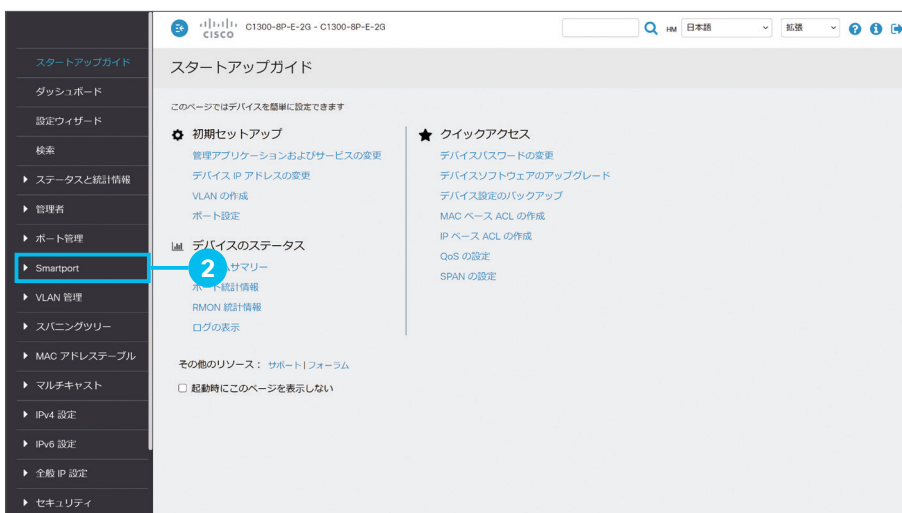 CISCO
C1300-8P-E-2G - C1300-8P-E-2G
HM
日本語
拡張
スタートアップガイド
ダッシュボード
設定ウィザード
検索
ステータスと統計情報
管理者
ポート管理
Smartport
VLAN 管理
スパニングツリー
MAC アドレステーブル
マルチキャスト
IPv4 設定
IPv6 設定
全般 IP 設定
セキュリティ
2
スタートアップガイド
このページではデバイスを簡単に設定できます
初期セットアップ
管理アプリケーションおよびサービスの変更
デバイス IP アドレスの変更
VLAN の作成
ポート設定
デバイスのステータス
サマリー
ポート統計情報
RMON 統計情報
ログの表示
クイックアクセス
デバイスパスワードの変更
デバイスソフトウェアのアップグレード
デバイス設定のバックアップ
MAC ベース ACL の作成
IP ベース ACL の作成
QoS の設定
SPAN の設定
その他のリソース： サポート|フォーラム
起動時にこのページを表示しない